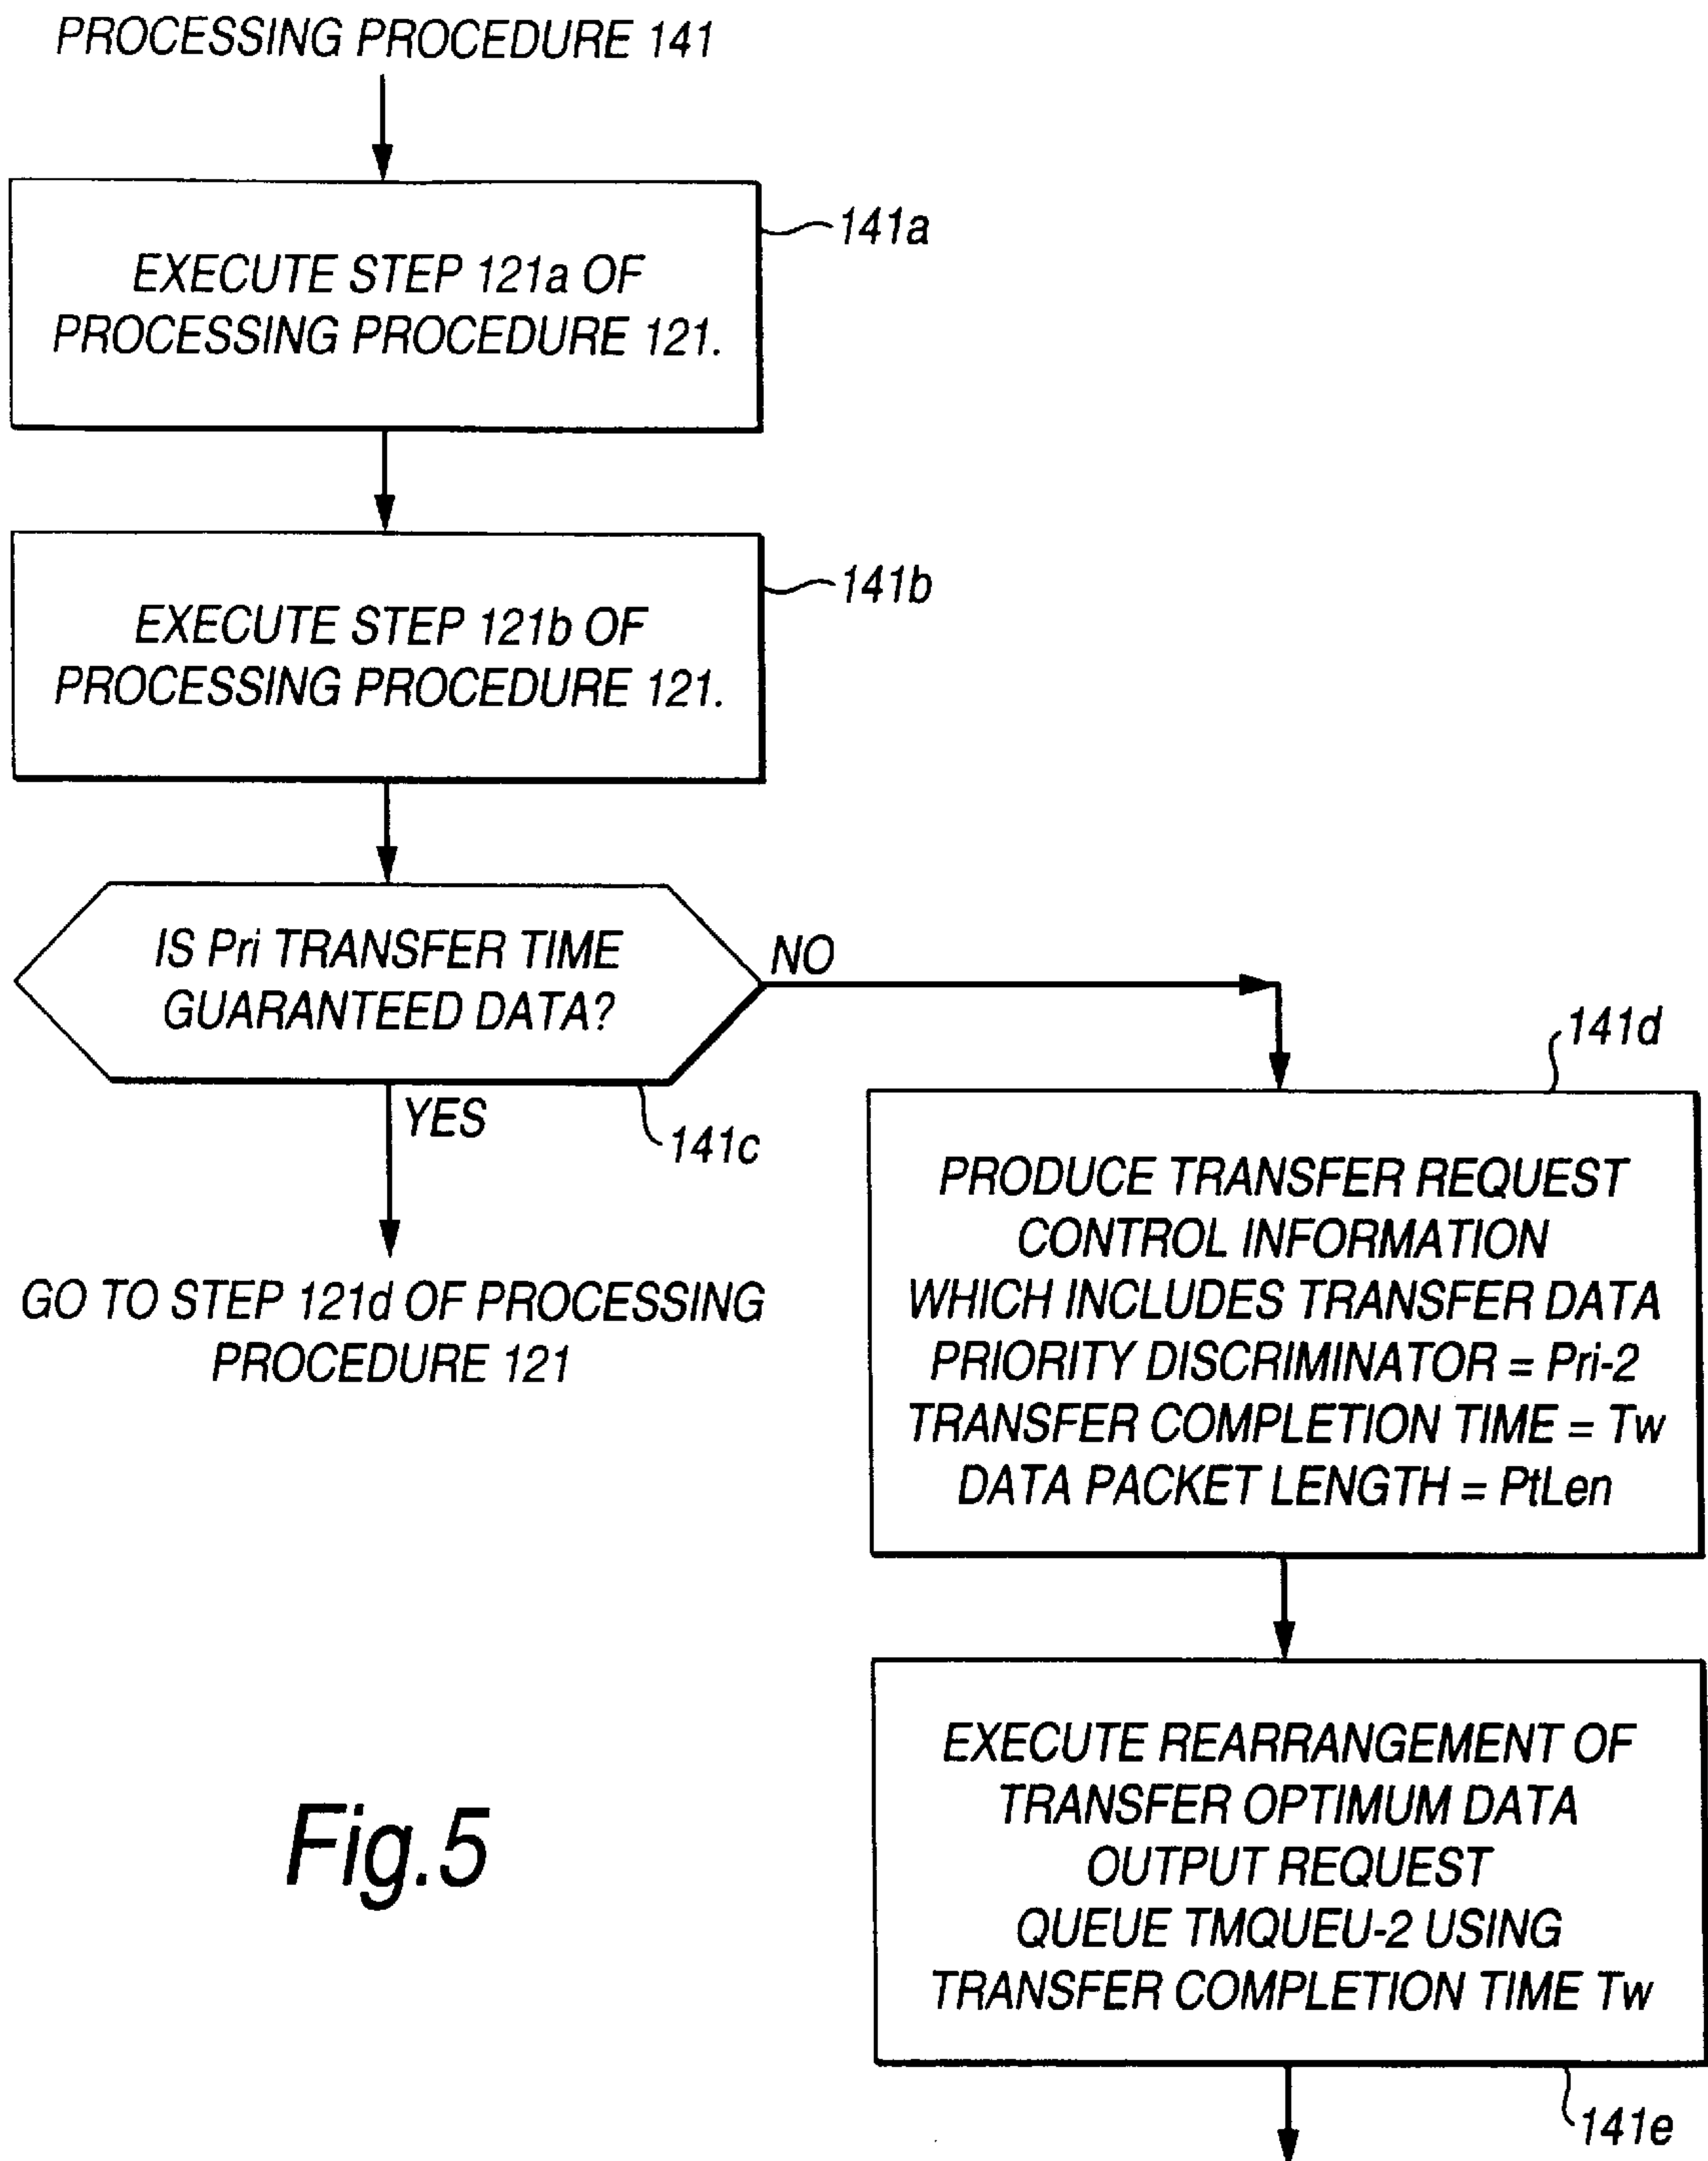 PROCESSING PROCEDURE 141
141a
EXECUTE STEP 121a OF
PROCESSING PROCEDURE 121.
141b
EXECUTE STEP 121b OF
PROCESSING PROCEDURE 121.
IS Pri TRANSFER TIME
GUARANTEED DATA?
NO
YES
141c
GO TO STEP 121d OF PROCESSING
PROCEDURE 121
141d
PRODUCE TRANSFER REQUEST
CONTROL INFORMATION
WHICH INCLUDES TRANSFER DATA
PRIORITY DISCRIMINATOR = Pri-2
TRANSFER COMPLETION TIME = Tw
DATA PACKET LENGTH = PtLen
EXECUTE REARRANGEMENT OF
TRANSFER OPTIMUM DATA
OUTPUT REQUEST
QUEUE TMQUEU-2 USING
TRANSFER COMPLETION TIME Tw
141e
Fig.5